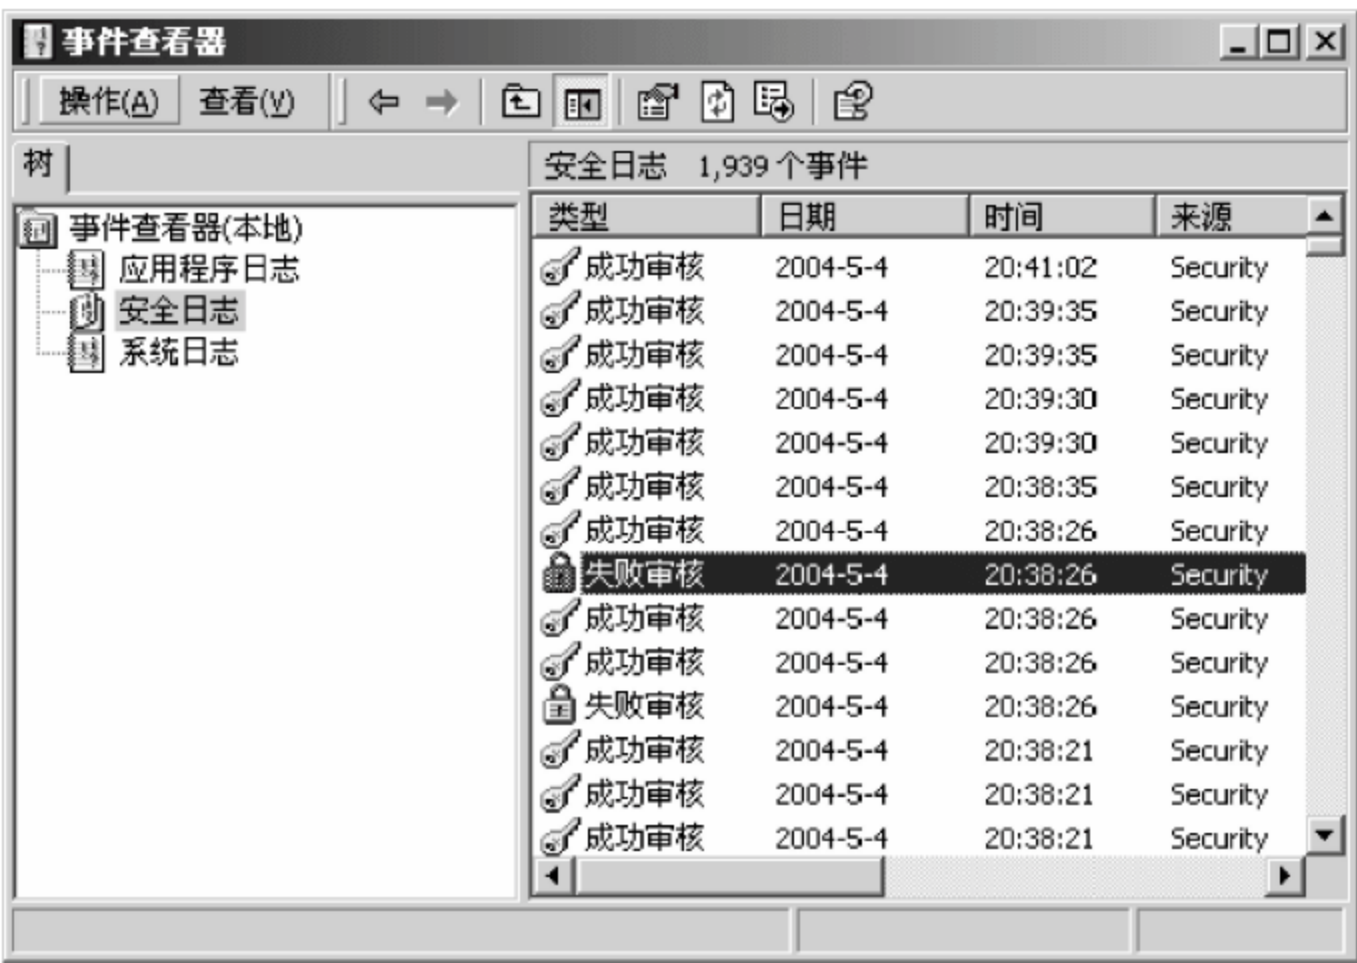 事件查看器
操作(A) 查看(V)
树
安全日志 1,939 个事件
事件查看器(本地)
应用程序日志
安全日志
系统日志
类型 日期 时间 来源
成功审核 2004-5-4 20:41:02 Security
成功审核 2004-5-4 20:39:35 Security
成功审核 2004-5-4 20:39:35 Security
成功审核 2004-5-4 20:39:30 Security
成功审核 2004-5-4 20:39:30 Security
成功审核 2004-5-4 20:38:35 Security
成功审核 2004-5-4 20:38:26 Security
失败审核 2004-5-4 20:38:26 Security
成功审核 2004-5-4 20:38:26 Security
成功审核 2004-5-4 20:38:26 Security
失败审核 2004-5-4 20:38:26 Security
成功审核 2004-5-4 20:38:21 Security
成功审核 2004-5-4 20:38:21 Security
成功审核 2004-5-4 20:38:21 Security